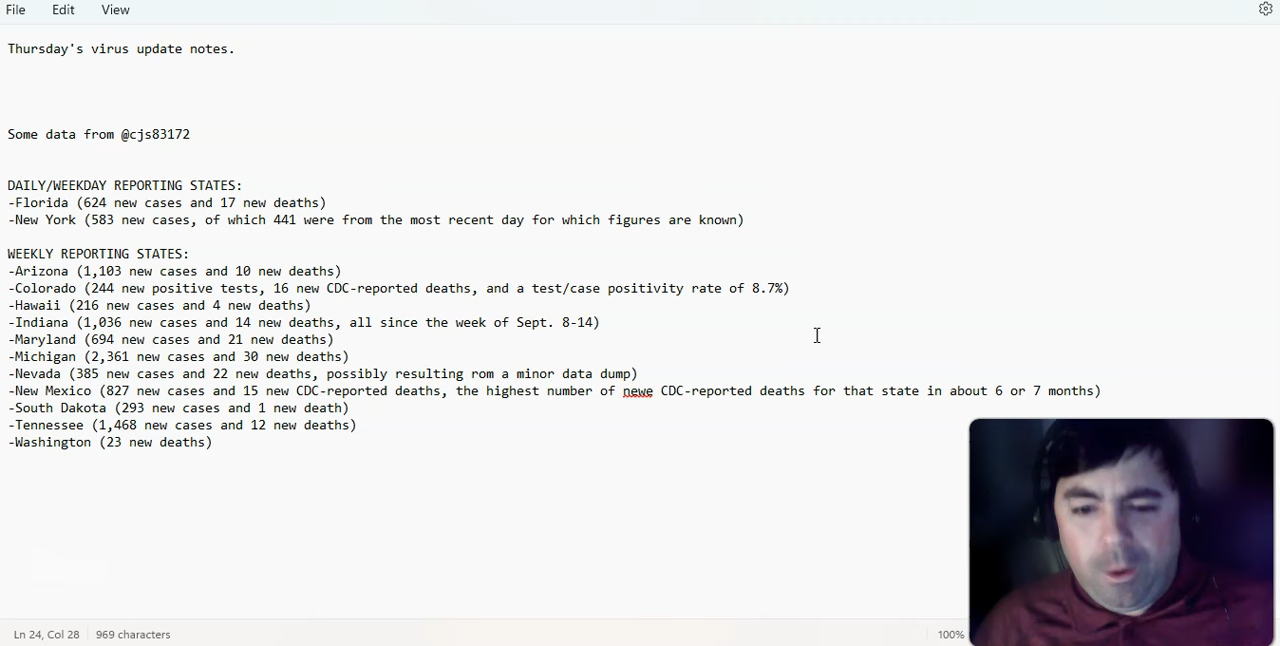 File Edit View
Thursday's virus update notes.
Some data from @cjs83172
DAILY/WEEKDAY REPORTING STATES:
-Florida (624 new cases and 17 new deaths)
-New York (583 new cases, of which 441 were from the most recent day for which figures are known)
WEEKLY REPORTING STATES:
-Arizona (1,103 new cases and 10 new deaths)
-Colorado (244 new positive tests, 16 new CDC-reported deaths, and a test/case positivity rate of 8.7%)
-Hawaii (216 new cases and 4 new deaths)
-Indiana (1,036 new cases and 14 new deaths, all since the week of Sept. 8-14)
-Maryland (694 new cases and 21 new deaths)
-Michigan (2,361 new cases and 30 new deaths)
-Nevada (385 new cases and 22 new deaths, possibly resulting rom a minor data dump)
-New Mexico (827 new cases and 15 new CDC-reported deaths, the highest number of newe CDC-reported deaths for that state in about 6 or 7 months)
-South Dakota (293 new cases and 1 new death)
-Tennessee (1,468 new cases and 12 new deaths)
-Washington (23 new deaths)
Ln 24, Col 28 969 characters 100%